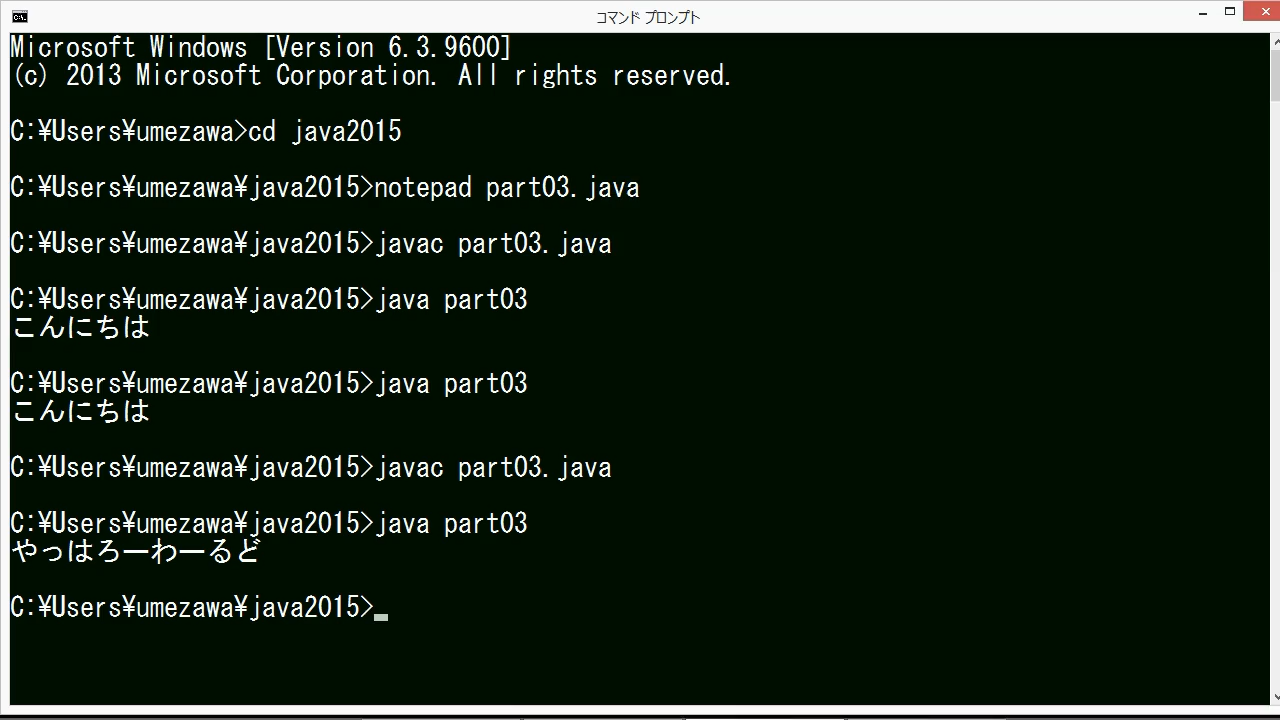 コマンド プロンプト
Microsoft Windows [Version 6.3.9600]
(c) 2013 Microsoft Corporation. All rights reserved.
C:¥Users¥umezawa>cd java2015
C:¥Users¥umezawa¥java2015>notepad part03.java
C:¥Users¥umezawa¥java2015>javac part03.java
C:¥Users¥umezawa¥java2015>java part03
こんにちは
C:¥Users¥umezawa¥java2015>java part03
こんにちは
C:¥Users¥umezawa¥java2015>javac part03.java
C:¥Users¥umezawa¥java2015>java part03
やっはろーわーるど
C:¥Users¥umezawa¥java2015>